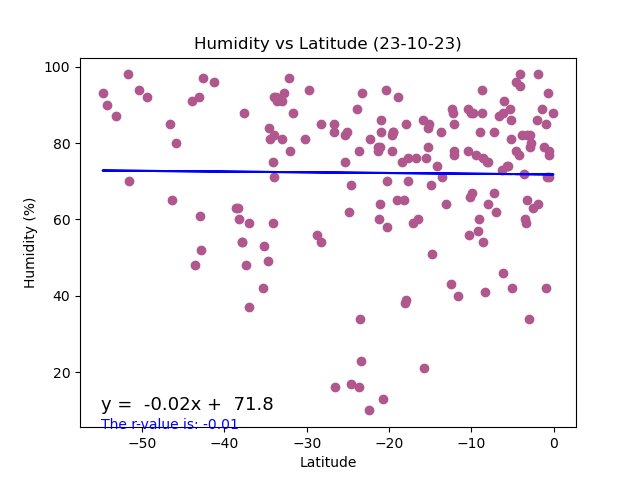 Humidity vs Latitude (23-10-23)
100
80
60
40
20
Humidity (%)
y = -0.02x + 71.8
The r-value is: -0.01
−50 −40 −30 −20 −10 0
Latitude